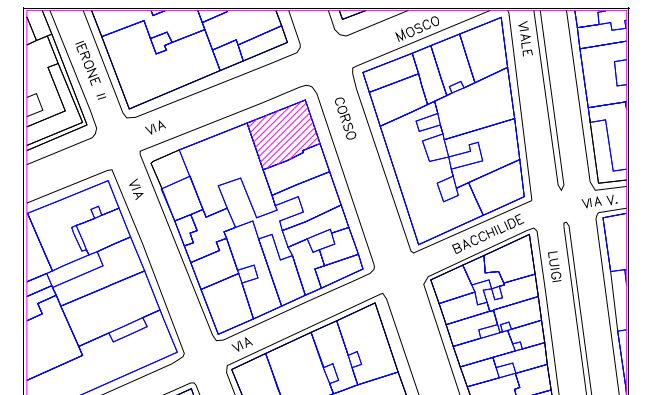 MOSCO
VIALE
IERONE II
CORSO
VIA
VIA
VIA V.
BACCHILIDE
LUIGI
VIA